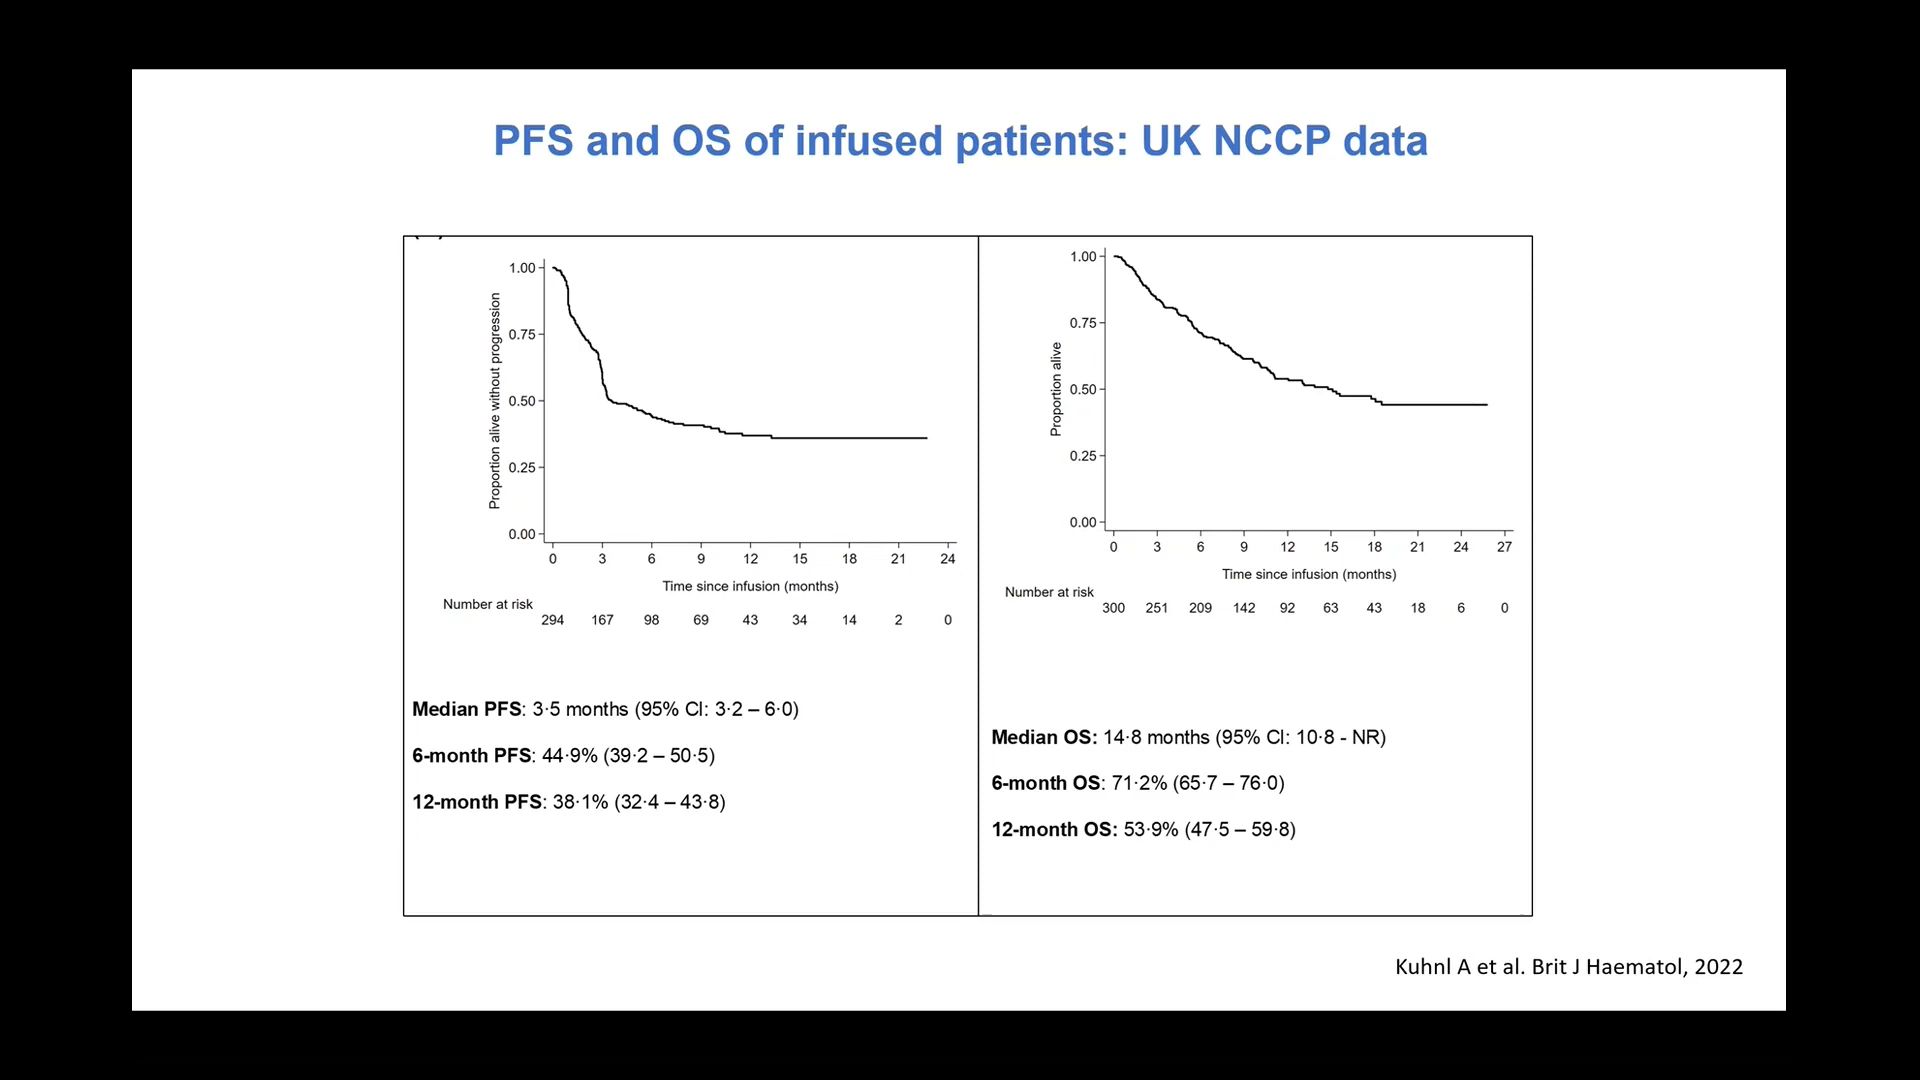 PFS and OS of infused patients: UK NCCP data
Proportion alive without progression
1.00
0.75
0.50
0.25
0.00
0 3 6 9 12 15 18 21 24
Time since infusion (months)
Number at risk
294 167 98 69 43 34 14 2 0
Median PFS: 3·5 months (95% CI: 3·2 – 6·0)
6-month PFS: 44·9% (39·2 – 50·5)
12-month PFS: 38·1% (32·4 – 43·8)
Proportion alive
1.00
0.75
0.50
0.25
0.00
0 3 6 9 12 15 18 21 24 27
Time since infusion (months)
Number at risk
300 251 209 142 92 63 43 18 6 0
Median OS: 14·8 months (95% CI: 10·8 - NR)
6-month OS: 71·2% (65·7 – 76·0)
12-month OS: 53·9% (47·5 – 59·8)
Kuhnl A et al. Brit J Haematol, 2022